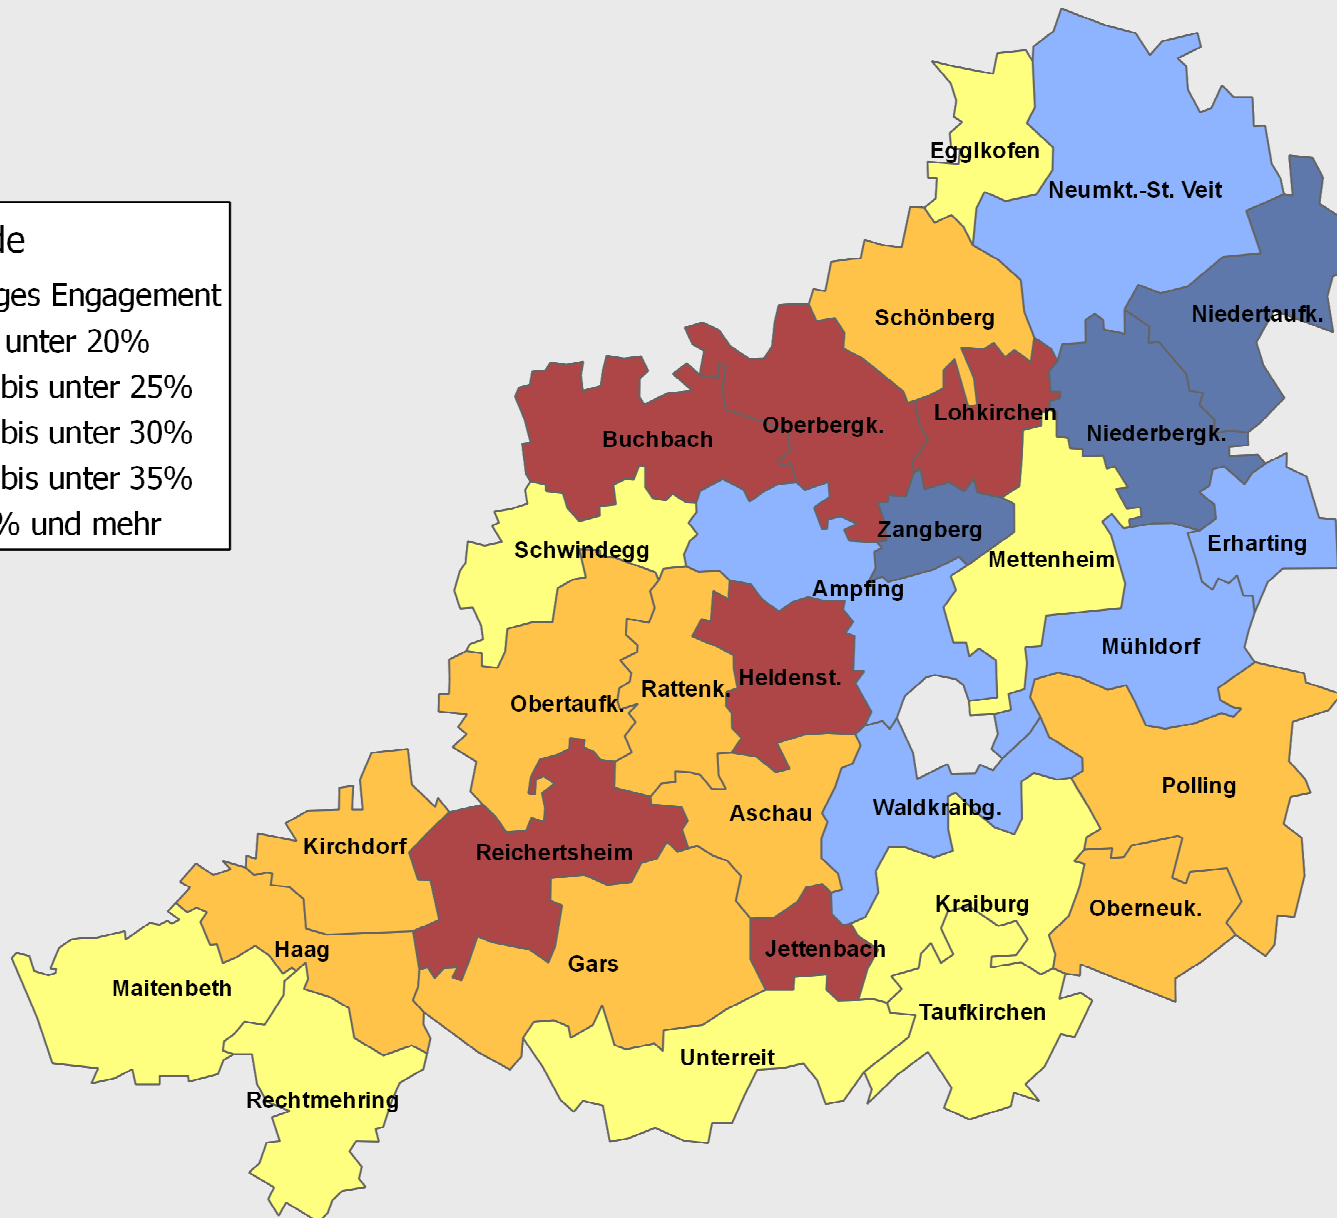 de
ges Engagement
unter 20%
bis unter 25%
bis unter 30%
bis unter 35%
% und mehr
Egglkofen
Neumkt.-St. Veit
Schönberg
Niedertaufk.
Lohkirchen
Oberbergk.
Niederbergk.
Buchbach
Zangberg
Erharting
Schwindegg
Mettenheim
Ampfing
Mühldorf
Heldenst.
Rattenk.
Obertaufk.
Polling
Waldkraibg.
Aschau
Kirchdorf
Reichertsheim
Kraiburg
Oberneuk.
Haag
Jettenbach
Gars
Maitenbeth
Taufkirchen
Unterreit
Rechtmehring